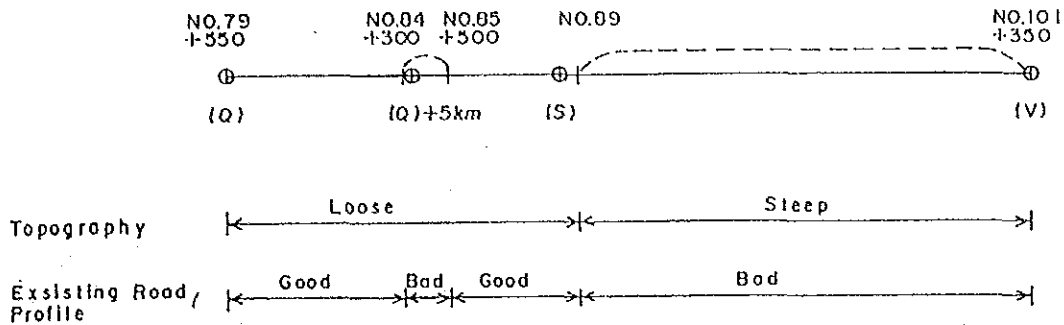 NO.79 NO.84 NO.85 NO.89 NO.101
+550 +300 +500 +350
(Q) (Q)+5km (S) (V)
Topography Loose Steep
Good Bad Good Bad
Exsisting Road/
Profile